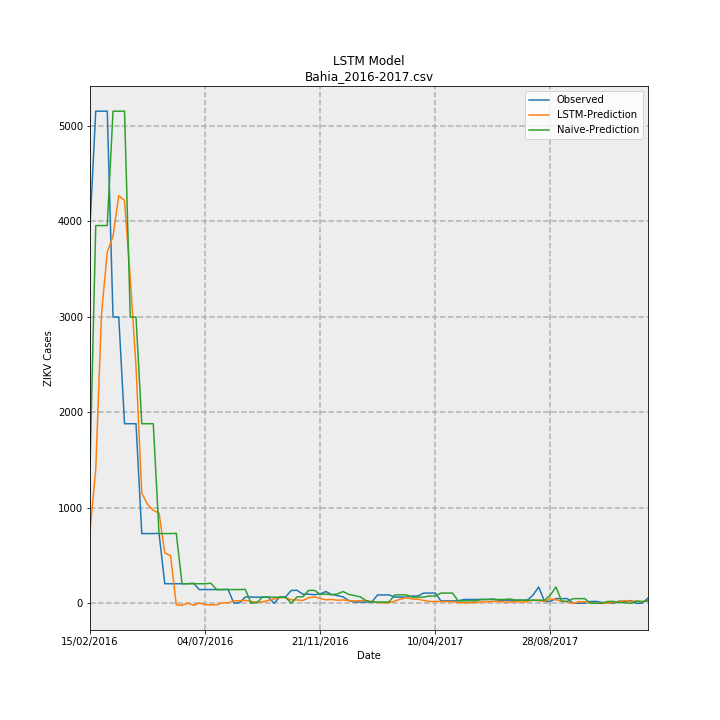 LSTM Model
Bahia_2016-2017.csv
Observed
LSTM-Prediction
Naive-Prediction
ZIKV Cases
5000
4000
3000
2000
1000
0
15/02/2016 04/07/2016 21/11/2016 10/04/2017 28/08/2017
Date